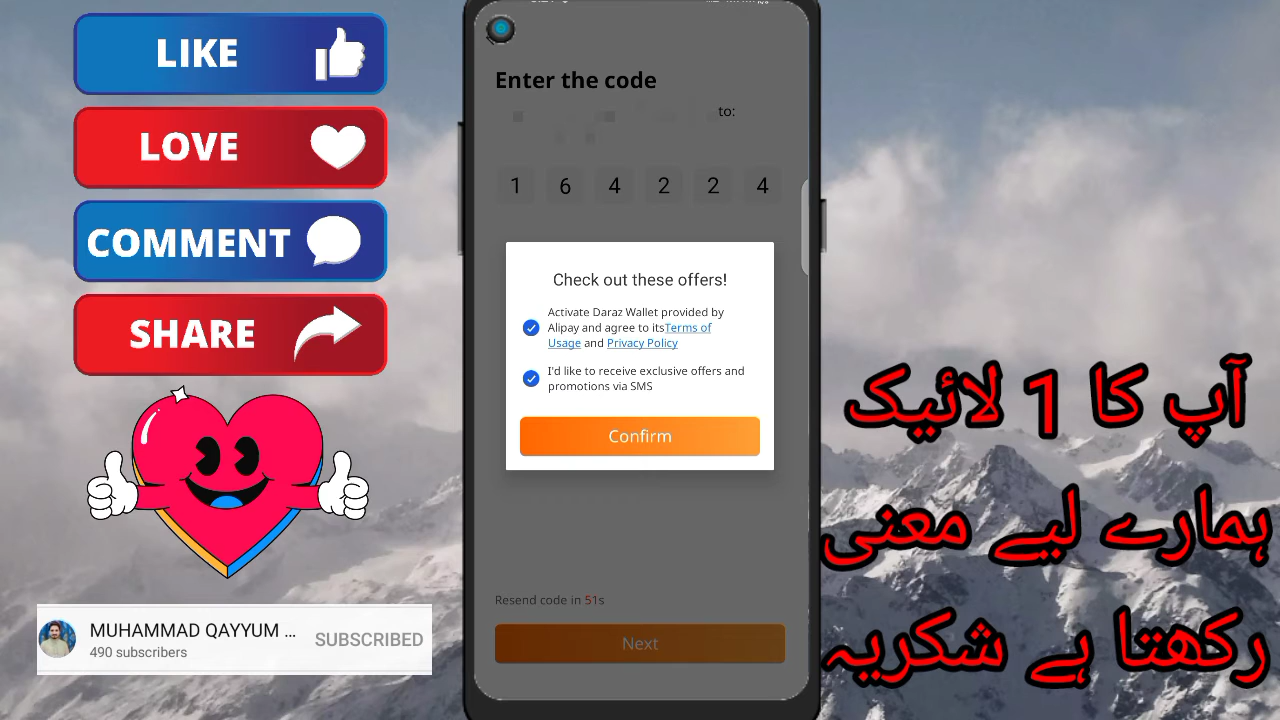 LIKE
LOVE
COMMENT
SHARE
MUHAMMAD QAYYUM ...
490 subscribers
SUBSCRIBED
Enter the code
to:
1 6 4 2 2 4
Check out these offers!
Activate Daraz Wallet provided by
Alipay and agree to itsTerms of
Usage and Privacy Policy
I'd like to receive exclusive offers and
promotions via SMS
Confirm
Resend code in 51s
Next
آپ کا 1 لائیک
ہمارے لیے معنی
رکھتا ہے شکریہ